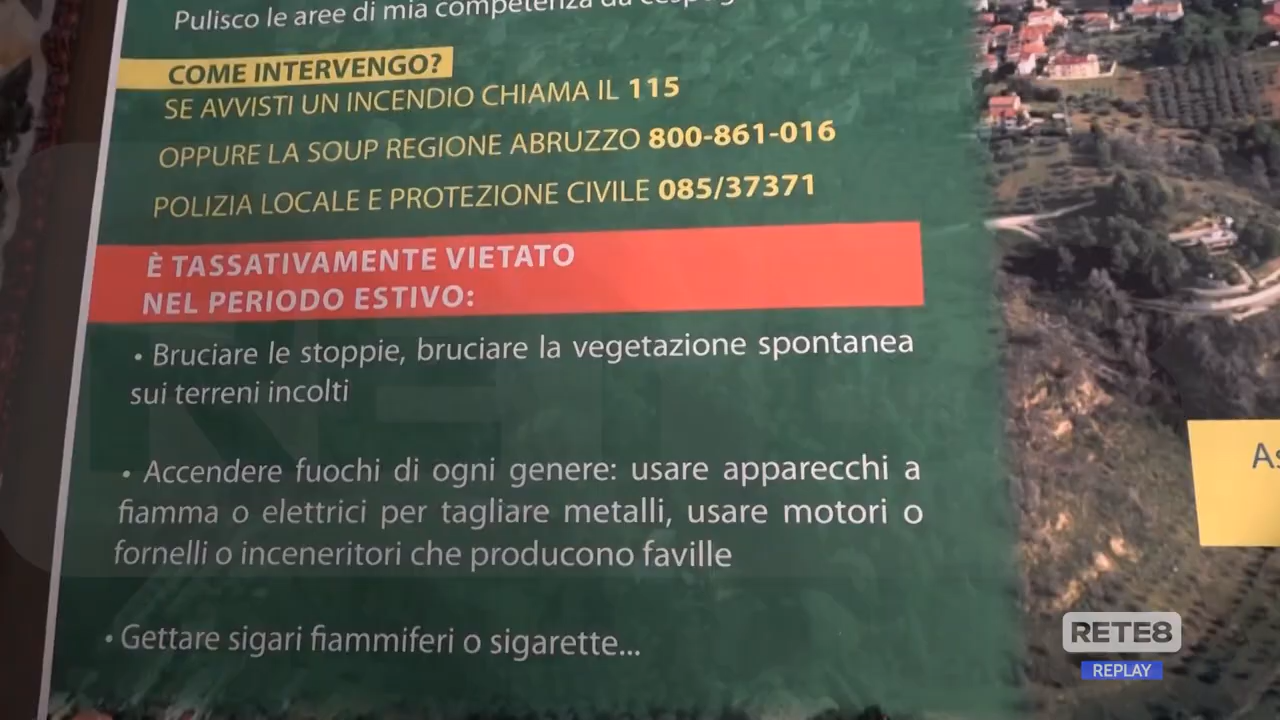 Pulisco le aree di mia competenza da
COME INTERVENGO?
SE AVVISTI UN INCENDIO CHIAMA IL 115
OPPURE LA SOUP REGIONE ABRUZZO 800-861-016
POLIZIA LOCALE E PROTEZIONE CIVILE 085/37371
È TASSATIVAMENTE VIETATO
NEL PERIODO ESTIVO:
• Bruciare le stoppie, bruciare la vegetazione spontanea
sui terreni incolti
• Accendere fuochi di ogni genere: usare apparecchi a
fiamma o elettrici per tagliare metalli, usare motori o
fornelli o inceneritori che producono faville
• Gettare sigari fiammiferi o sigarette...
As
RETE8
REPLAY